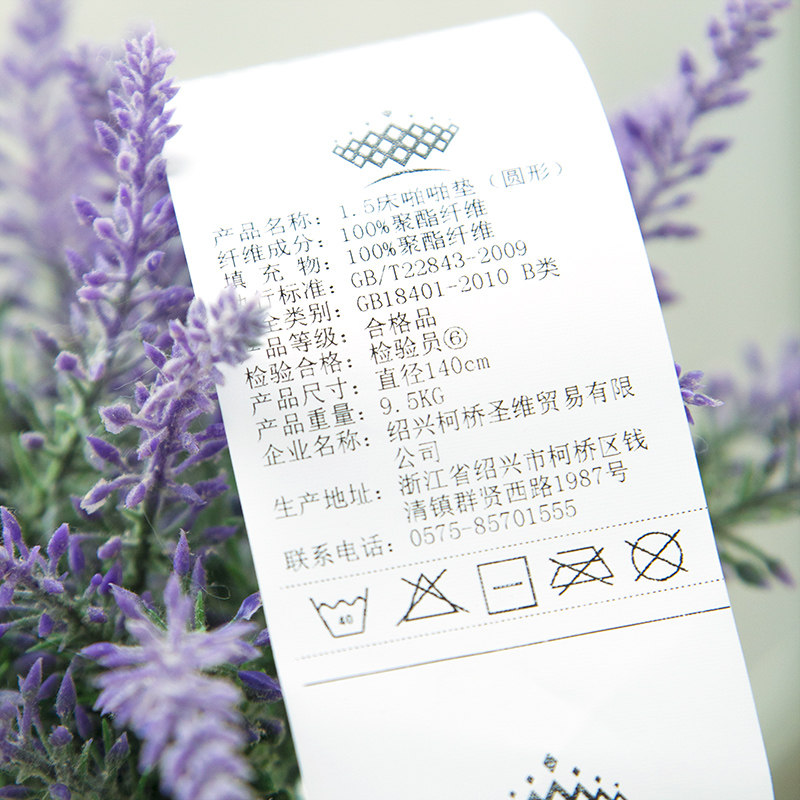 产品名称: 1.5床啪啪垫（圆形）
纤维成分: 100%聚酯纤维
填 充 物: 100%聚酯纤维
行标准: GB/T22843-2009
全类别: GB18401-2010 B类
品等级: 合格品
检验合格: 检验员⑥
产品尺寸: 直径140cm
产品重量: 9.5KG
企业名称: 绍兴柯桥圣维贸易有限
公司
生产地址: 浙江省绍兴市柯桥区钱
清镇群贤西路1987号
联系电话: 0575-85701555
40